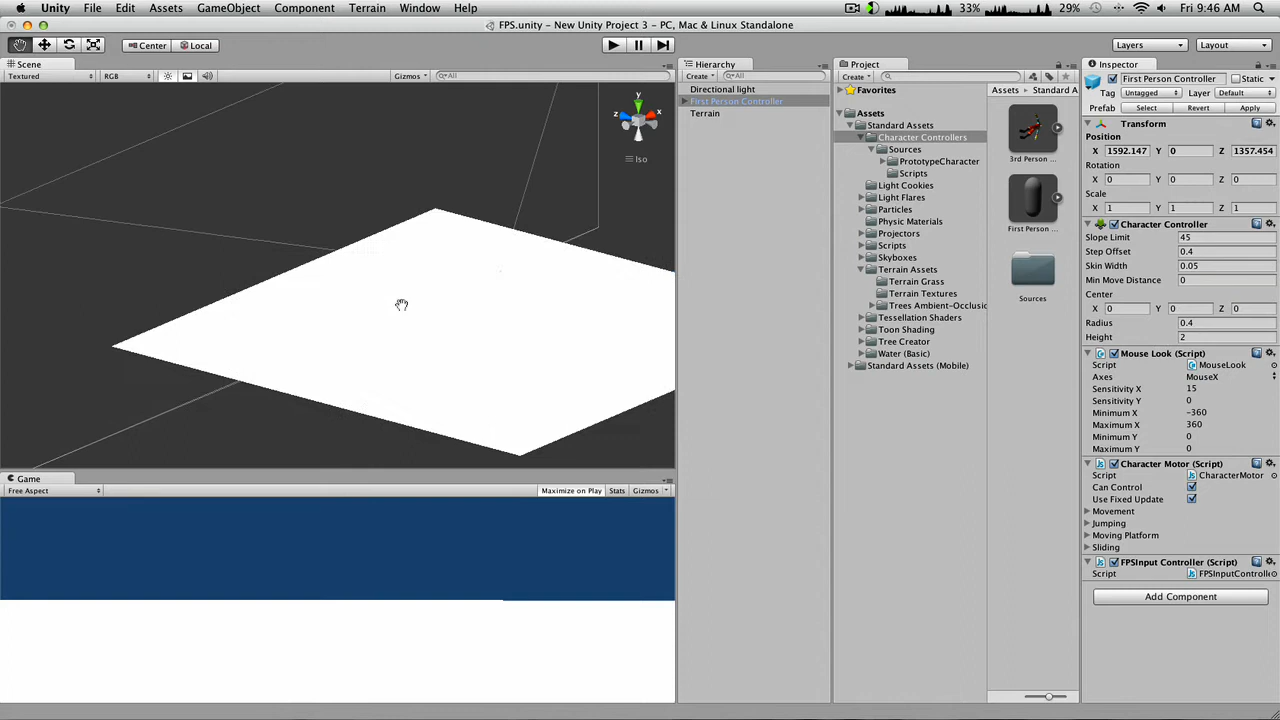 Unity File Edit Assets GameObject Component Terrain Window Help 33% 29% Fri 9:46 AM
FPS.unity - New Unity Project 3 - PC, Mac & Linux Standalone
Center Local Layers Layout
Scene
Textured RGB Gizmos All
y
z x
Iso
Game
Free Aspect Maximize on Play Stats Gizmos
Hierarchy
Create All
Directional light
First Person Controller
Terrain
Project
Create
Favorites
Assets
Standard Assets
Character Controllers
Sources
PrototypeCharacter
Scripts
Light Cookies
Light Flares
Particles
Physic Materials
Projectors
Scripts
Skyboxes
Terrain Assets
Terrain Grass
Terrain Textures
Trees Ambient-Occlusio
Tessellation Shaders
Toon Shading
Tree Creator
Water (Basic)
Standard Assets (Mobile)
Assets Standard A
3rd Person ...
First Person ...
Sources
Inspector
First Person Controller Static
Tag Untagged Layer Default
Prefab Select Revert Apply
Transform
Position
X 1592.147 Y 0 Z 1357.454
Rotation
X 0 Y 0 Z 0
Scale
X 1 Y 1 Z 1
Character Controller
Slope Limit 45
Step Offset 0.4
Skin Width 0.05
Min Move Distance 0
Center
X 0 Y 0 Z 0
Radius 0.4
Height 2
Mouse Look (Script)
Script MouseLook
Axes MouseX
Sensitivity X 15
Sensitivity Y 0
Minimum X -360
Maximum X 360
Minimum Y 0
Maximum Y 0
Character Motor (Script)
Script CharacterMotor
Can Control
Use Fixed Update
Movement
Jumping
Moving Platform
Sliding
FPSInput Controller (Script)
Script FPSInputControlle
Add Component